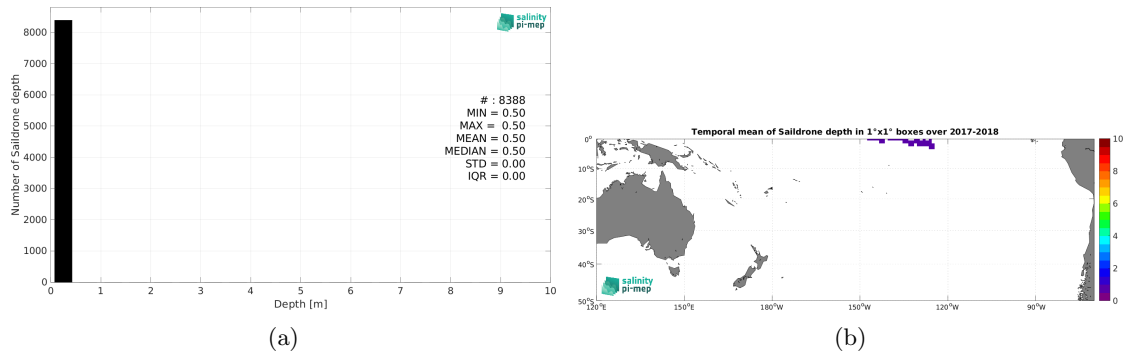 salinity
pi-mep
8000
7000
6000
5000
4000
3000
2000
1000
0
Number of Saildrone depth
# : 8388
MIN = 0.50
MAX = 0.50
MEAN = 0.50
MEDIAN = 0.50
STD = 0.00
IQR = 0.00
0 1 2 3 4 5 6 7 8 9 10
Depth [m]
(a)
Temporal mean of Saildrone depth in 1°x1° boxes over 2017-2018
0°
10°S
20°S
30°S
40°S
50°S
120°E 150°E 180°W 150°W 120°W 90°W
10
8
6
4
2
0
salinity
pi-mep
(b)